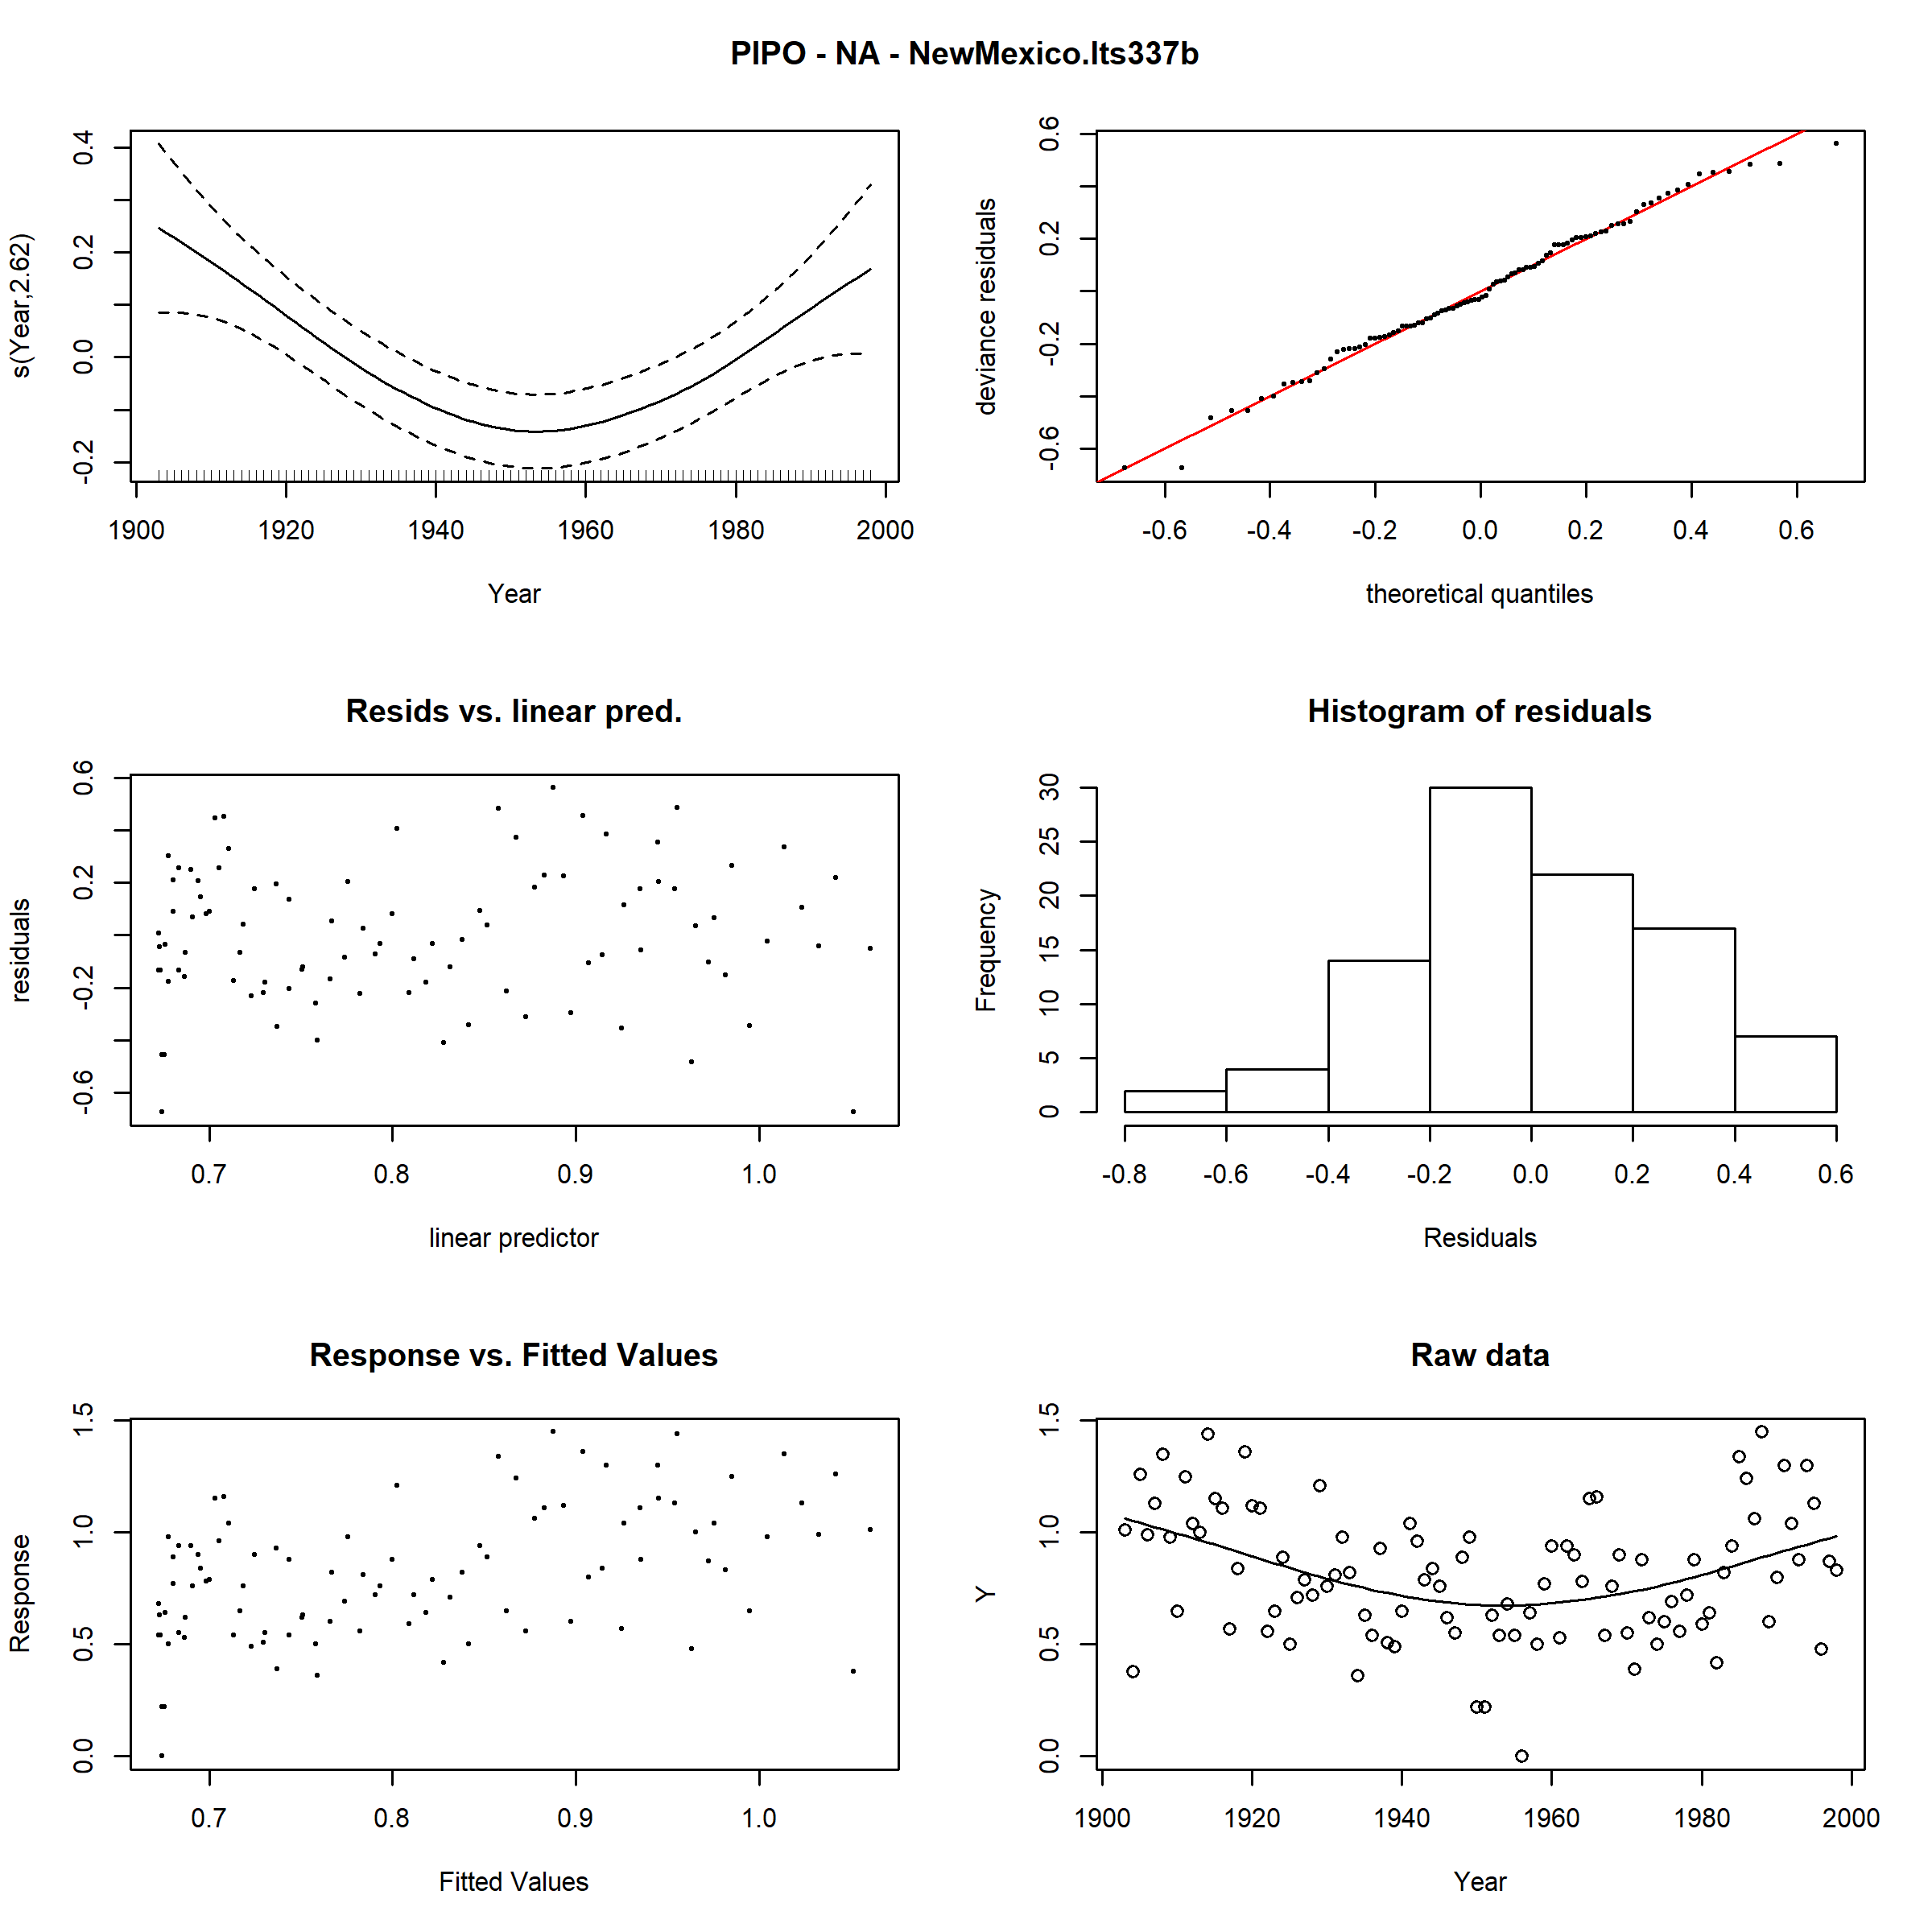 PIPO - NA - NewMexico.lts337b
s(Year,2.62)
0.4
0.2
0.0
-0.2
1900 1920 1940 1960 1980 2000
Year
deviance residuals
0.6
0.2
-0.2
-0.6
-0.6 -0.4 -0.2 0.0 0.2 0.4 0.6
theoretical quantiles
Resids vs. linear pred.
residuals
0.6
0.2
-0.2
-0.6
0.7 0.8 0.9 1.0
linear predictor
Histogram of residuals
Frequency
30
25
20
15
10
5
0
-0.8 -0.6 -0.4 -0.2 0.0 0.2 0.4 0.6
Residuals
Response vs. Fitted Values
Response
1.5
1.0
0.5
0.0
0.7 0.8 0.9 1.0
Fitted Values
Raw data
Y
1.5
1.0
0.5
0.0
1900 1920 1940 1960 1980 2000
Year